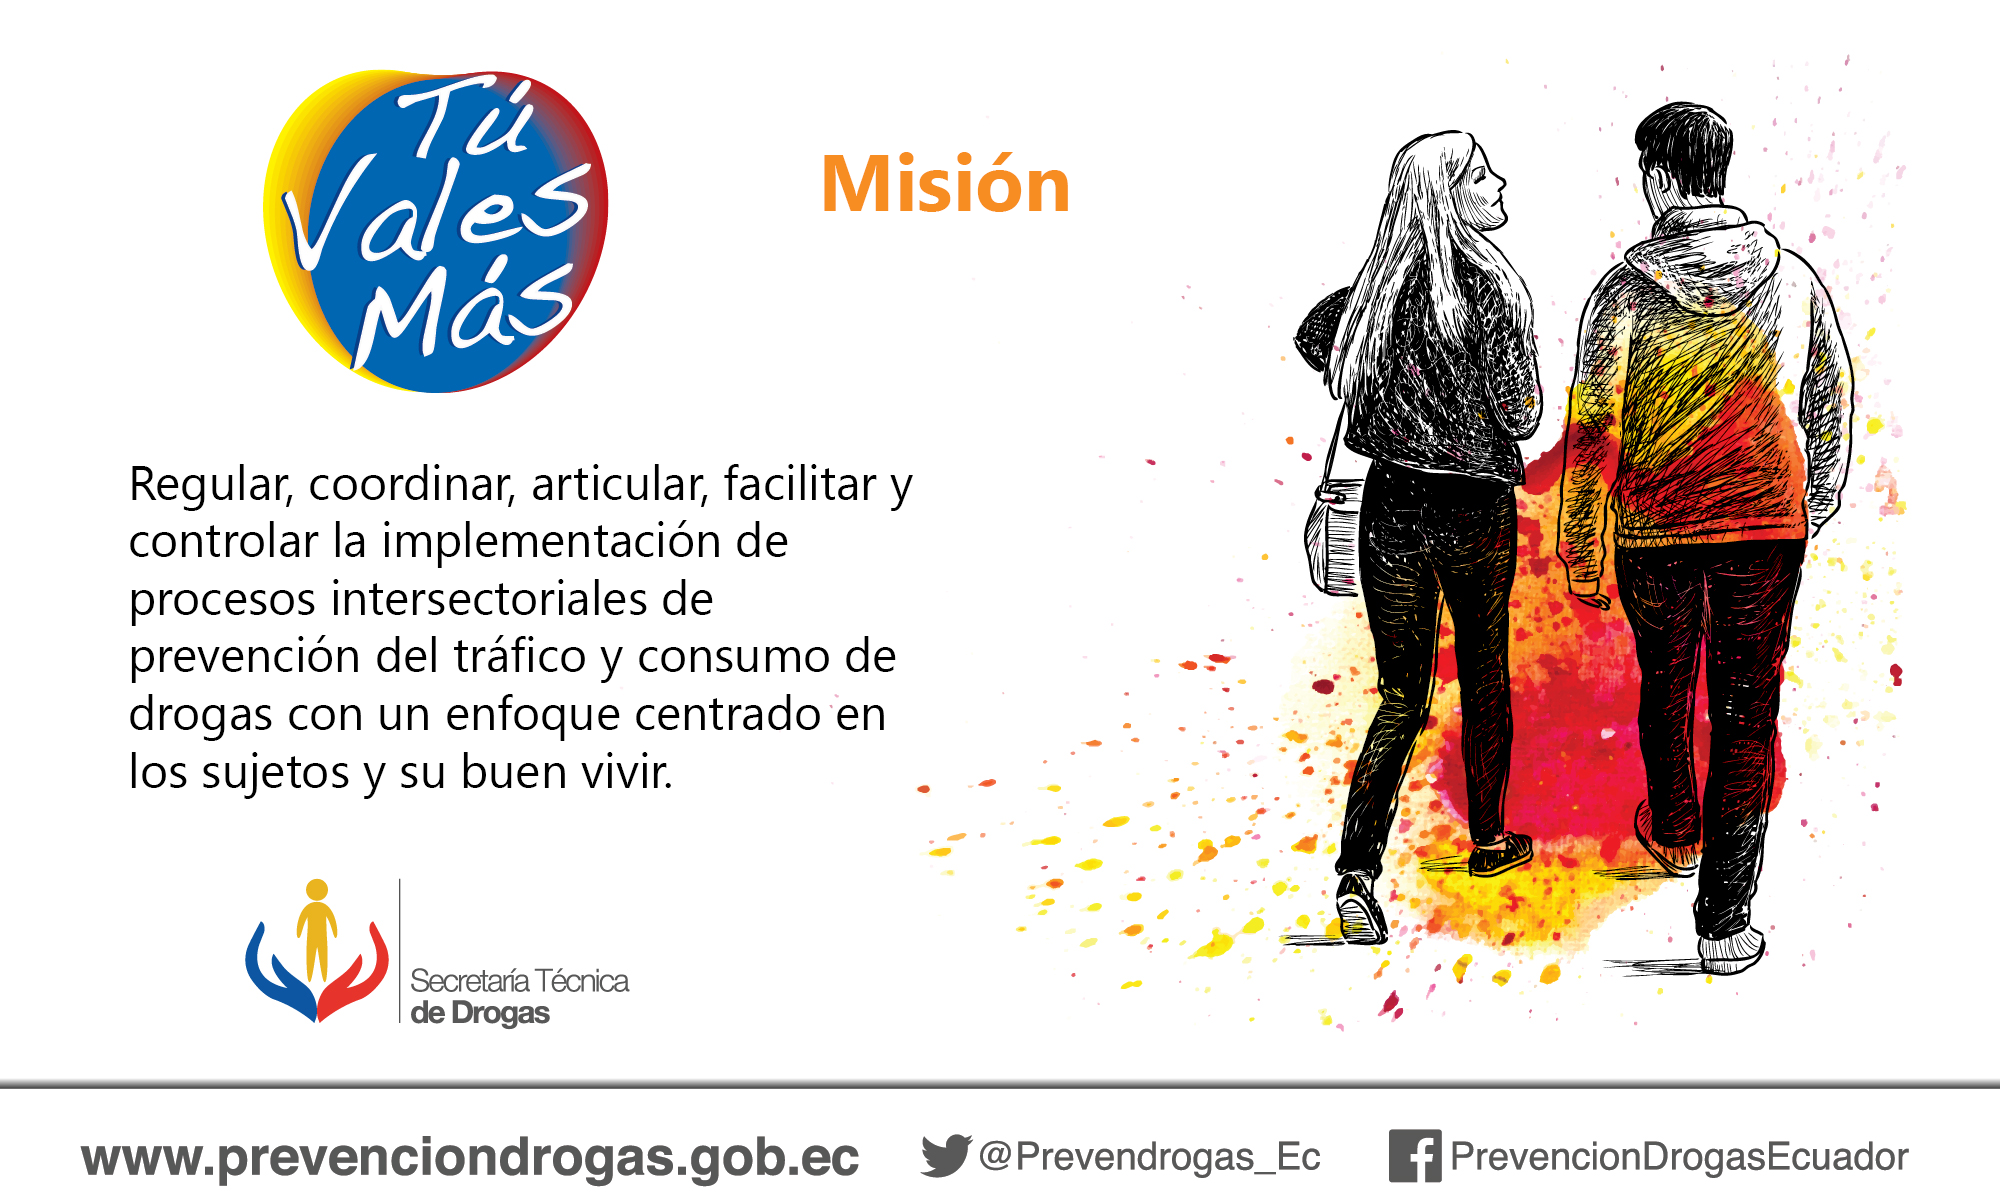 Tú
Vales
Más
Misión
Regular, coordinar, articular, facilitar y
controlar la implementación de
procesos intersectoriales de
prevención del tráfico y consumo de
drogas con un enfoque centrado en
los sujetos y su buen vivir.
Secretaría Técnica
de Drogas
www.prevenciondrogas.gob.ec
@Prevendrogas_Ec
PrevencionDrogasEcuador